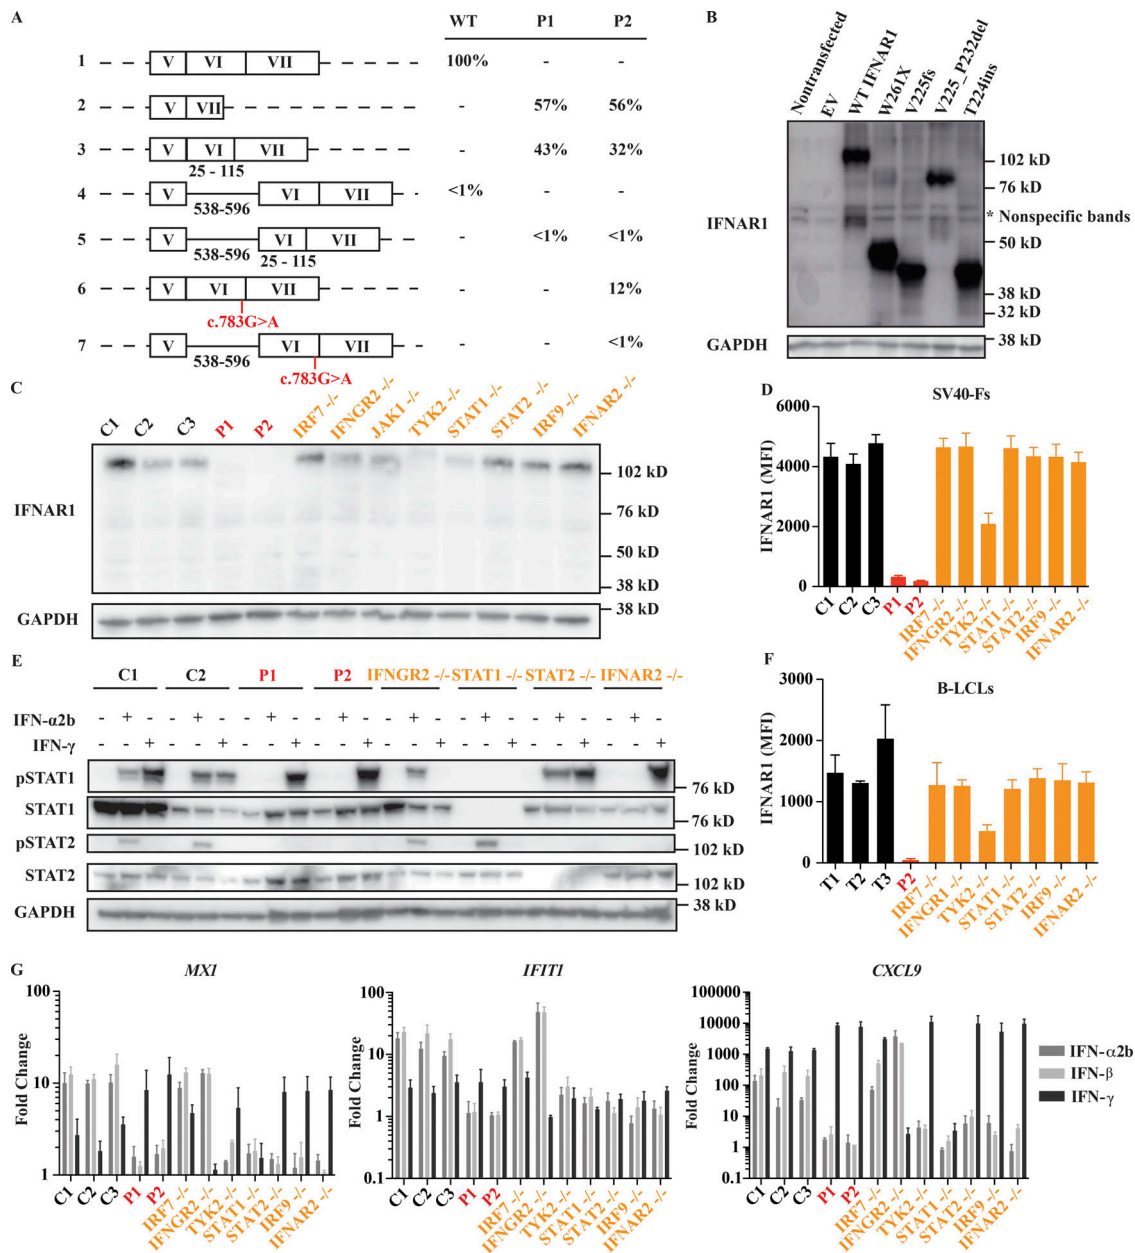 A
WT P1 P2
1 V VI VII 100% - -
2 V VII - 57% 56%
3 V VI VII - 43% 32%
25 - 115
4 V VI VII <1% - -
538-596
5 V VI VII - <1% <1%
538-596 25 - 115
6 V VI VII - - 12%
c.783G>A
7 V VI VII - - <1%
538-596
c.783G>A
B
Nontransfected EV WT IFNAR1 W261X V225fs V225_P232del T224ins
102 kD
76 kD
* Nonspecific bands
IFNAR1
50 kD
38 kD
32 kD
38 kD
GAPDH
C
C1 C2 C3 P1 P2 IRF7 -/- IFNGR2 -/- JAK1 -/- TYK2 -/- STAT1 -/- STAT2 -/- IRF9 -/- IFNAR2 -/-
102 kD
IFNAR1
76 kD
50 kD
38 kD
38 kD
GAPDH
D
SV40-Fs
IFNAR1 (MFI)
6000
4000
2000
0
C1 C2 C3 P1 P2 IRF7 -/- IFNGR2 -/- TYK2 -/- STAT1 -/- STAT2 -/- IRF9 -/- IFNAR2 -/-
E
C1 C2 P1 P2 IFNGR2 -/- STAT1 -/- STAT2 -/- IFNAR2 -/-
IFN-α2b - + - - + - - + - - + - - + - - + - - + - - + -
IFN-γ - - + - - + - - + - - + - - + - - + - - + - - +
pSTAT1
76 kD
STAT1
76 kD
pSTAT2
102 kD
STAT2
102 kD
38 kD
GAPDH
F
B-LCLs
IFNAR1 (MFI)
3000
2000
1000
0
T1 T2 T3 P2 IRF7 -/- IFNGR1 -/- TYK2 -/- STAT1 -/- STAT2 -/- IRF9 -/- IFNAR2 -/-
G
MX1
Fold Change
100
10
1
C1 C2 C3 P1 P2 IRF7 -/- IFNGR2 -/- TYK2 -/- STAT1 -/- STAT2 -/- IRF9 -/- IFNAR2 -/-
IFIT1
Fold Change
100
10
1
0.1
C1 C2 C3 P1 P2 IRF7 -/- IFNGR2 -/- TYK2 -/- STAT1 -/- STAT2 -/- IRF9 -/- IFNAR2 -/-
CXCL9
Fold Change
100000
10000
1000
100
10
1
0.1
C1 C2 C3 P1 P2 IRF7 -/- IFNGR2 -/- TYK2 -/- STAT1 -/- STAT2 -/- IRF9 -/- IFNAR2 -/-
IFN-α2b
IFN-β
IFN-γ